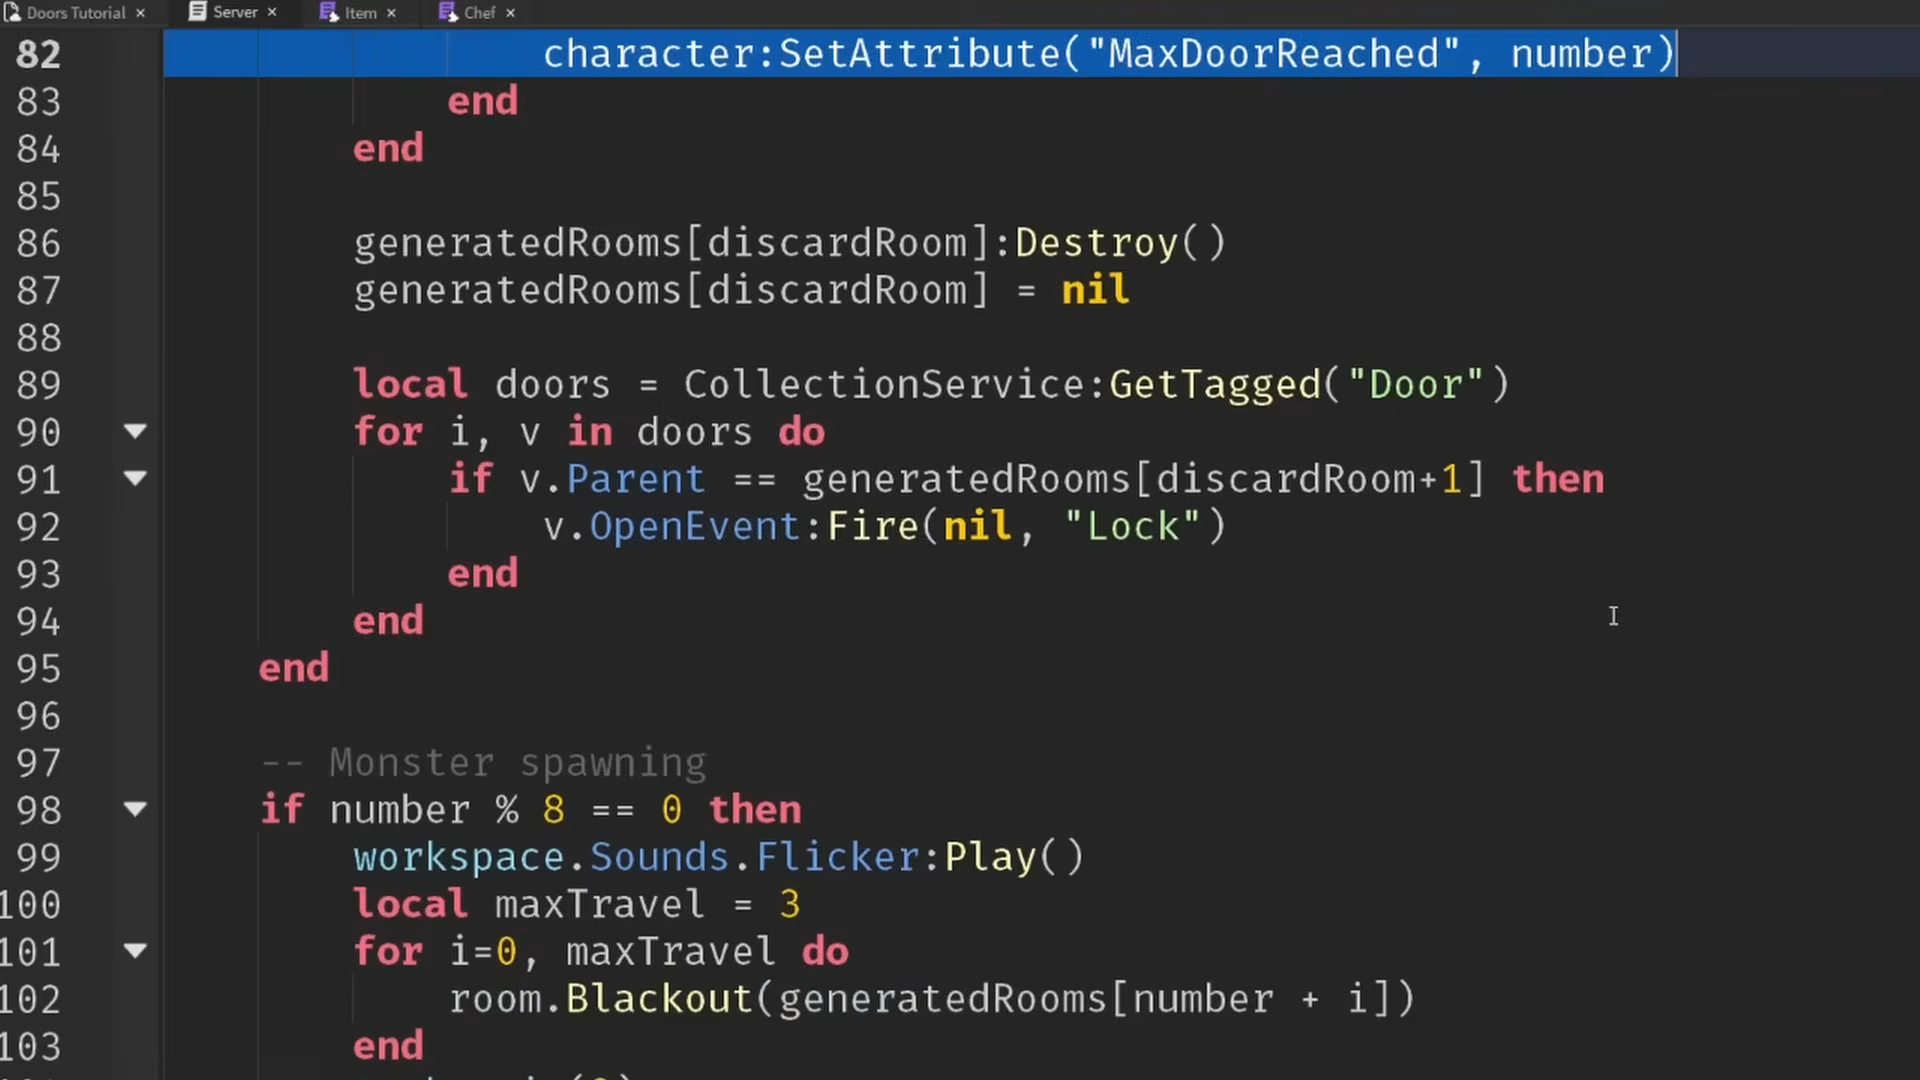 Doors Tutorial × Server × Item × Chef ×
82 character:SetAttribute("MaxDoorReached", number)
83 end
84 end
85
86 generatedRooms[discardRoom]:Destroy()
87 generatedRooms[discardRoom] = nil
88
89 local doors = CollectionService:GetTagged("Door")
90 for i, v in doors do
91 if v.Parent == generatedRooms[discardRoom+1] then
92 v.OpenEvent:Fire(nil, "Lock")
93 end
94 end
95 end
96
97 -- Monster spawning
98 if number % 8 == 0 then
99 workspace.Sounds.Flicker:Play()
100 local maxTravel = 3
101 for i=0, maxTravel do
102 room.Blackout(generatedRooms[number + i])
103 end